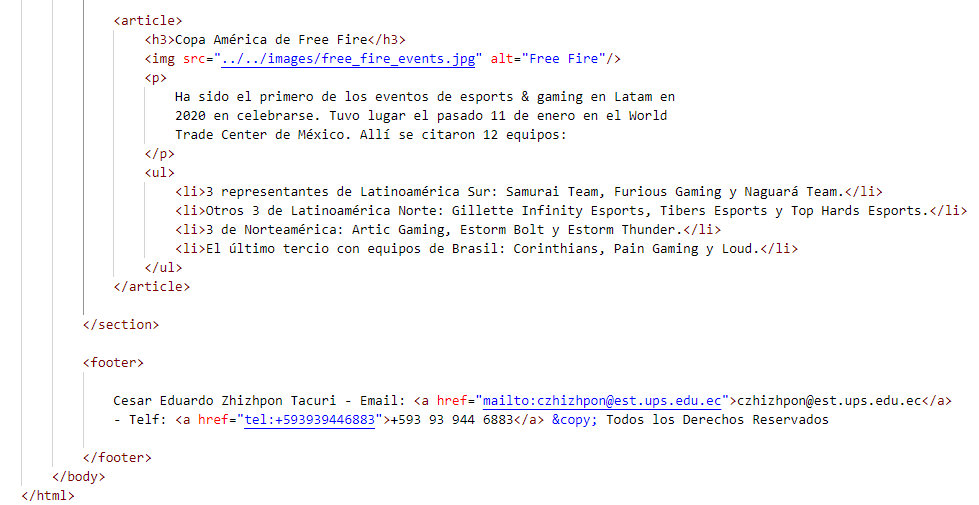 <article>
<h3>Copa América de Free Fire</h3>
<img src="../../images/free_fire_events.jpg" alt="Free Fire"/>
<p>
Ha sido el primero de los eventos de esports & gaming en Latam en
2020 en celebrarse. Tuvo lugar el pasado 11 de enero en el World
Trade Center de México. Allí se citaron 12 equipos:
</p>
<ul>
<li>3 representantes de Latinoamérica Sur: Samurai Team, Furious Gaming y Naguará Team.</li>
<li>Otros 3 de Latinoamérica Norte: Gillette Infinity Esports, Tibers Esports y Top Hards Esports.</li>
<li>3 de Norteamérica: Artic Gaming, Estorm Bolt y Estorm Thunder.</li>
<li>El último tercio con equipos de Brasil: Corinthians, Pain Gaming y Loud.</li>
</ul>
</article>
</section>
<footer>
Cesar Eduardo Zhizhpon Tacuri - Email: <a href="mailto:czhizhpon@est.ups.edu.ec">czhizhpon@est.ups.edu.ec</a>
- Telf: <a href="tel:+593939446883">+593 93 944 6883</a> &copy; Todos los Derechos Reservados
</footer>
</body>
</html>